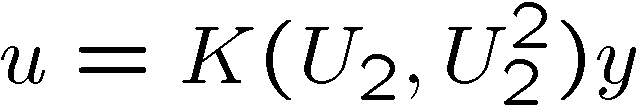 u = K(U_2, U_2^2)y